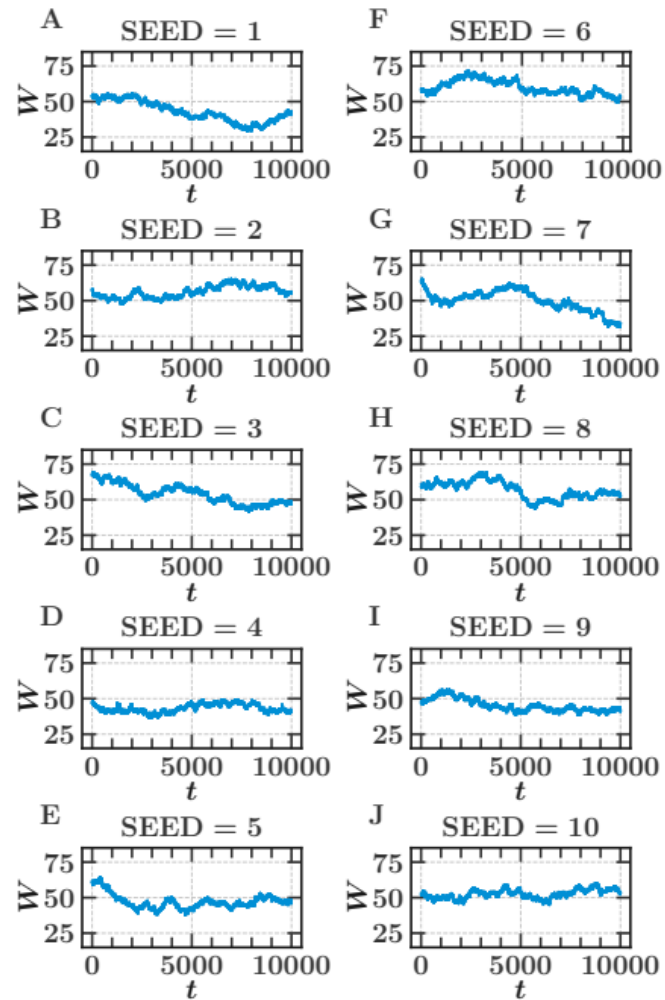 A SEED = 1
75
50
25
W
0 5000 10000
t
B SEED = 2
75
50
25
W
0 5000 10000
t
C SEED = 3
75
50
25
W
0 5000 10000
t
D SEED = 4
75
50
25
W
0 5000 10000
t
E SEED = 5
75
50
25
W
0 5000 10000
t
F SEED = 6
75
50
25
W
0 5000 10000
t
G SEED = 7
75
50
25
W
0 5000 10000
t
H SEED = 8
75
50
25
W
0 5000 10000
t
I SEED = 9
75
50
25
W
0 5000 10000
t
J SEED = 10
75
50
25
W
0 5000 10000
t